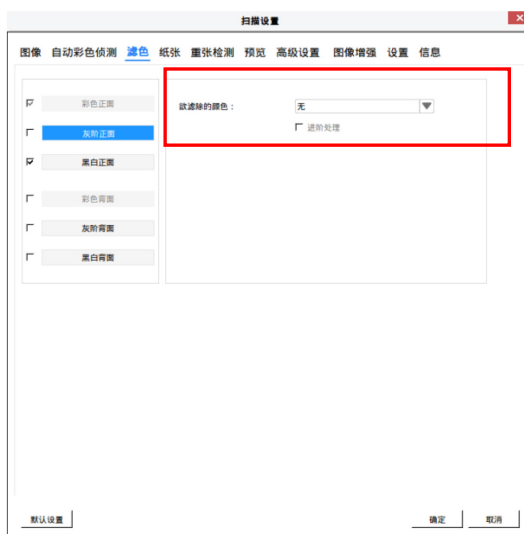 扫描设置
图像 自动彩色侦测 滤色 纸张 重张检测 预览 高级设置 图像增强 设置 信息
彩色正面
灰阶正面
黑白正面
彩色背面
灰阶背面
黑白背面
欲滤除的颜色：
无
进阶处理
默认设置
确定
取消